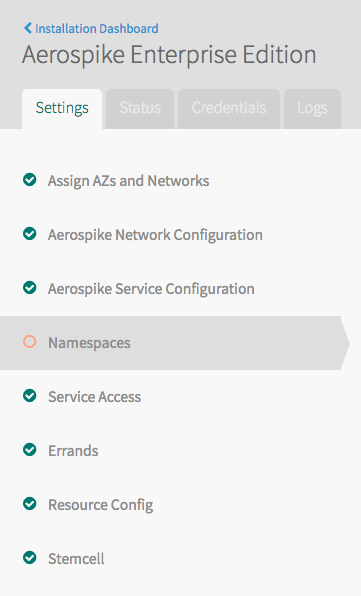 Installation Dashboard
Aerospike Enterprise Edition
Settings Status Credentials Logs
Assign AZs and Networks
Aerospike Network Configuration
Aerospike Service Configuration
Namespaces
Service Access
Errands
Resource Config
Stemcell